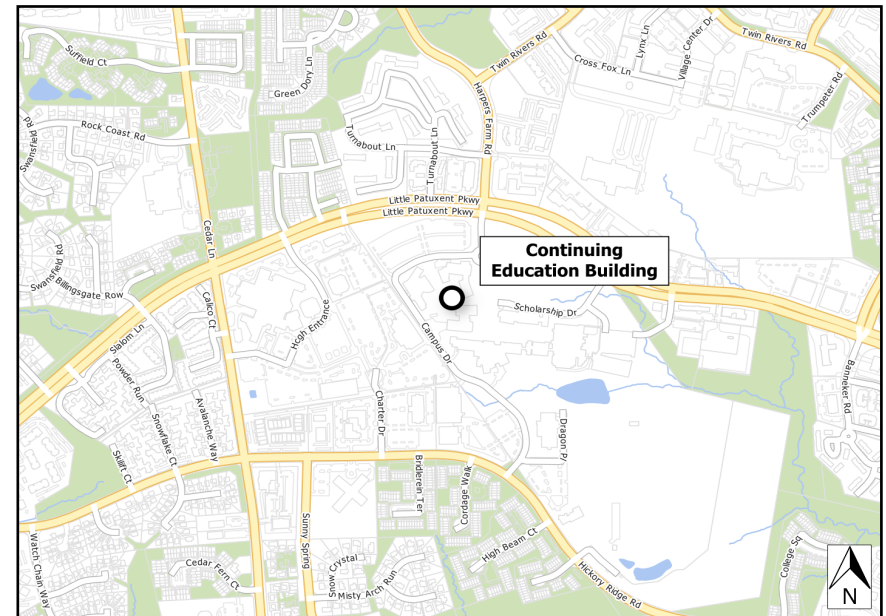 Suffield Ct
Green Dory Ln
Twin Rivers Rd
Cross Fox Ln
Lynx Ln
Village Center Dr
Twin Rivers Rd
Trumpeter Rd
Harpers Farm Rd
Rock Coast Rd
Swansfield Rd
Turnabout Ln
Turnabout Ln
Little Patuxent Pkwy
Little Patuxent Pkwy
Cedar Ln
Continuing
Education Building
Swansfield Rd
Billingsgate Row
Calico Ct
Hcgh Entrance
Scholarship Dr
Campus Dr
Slalom Ln
Powder Run
Snowflake Ct
Avalanche Way
Skilift Ct
Charter Dr
Banneker Rd
Dragon Pl
Bridlerein Ter
Cordage Walk
High Beam Ct
Sunny Spring
Watch Chain Way
Cedar Fern Ct
Snow Crystal
Misty Arch Run
Hickory Ridge Rd
College Sq
N